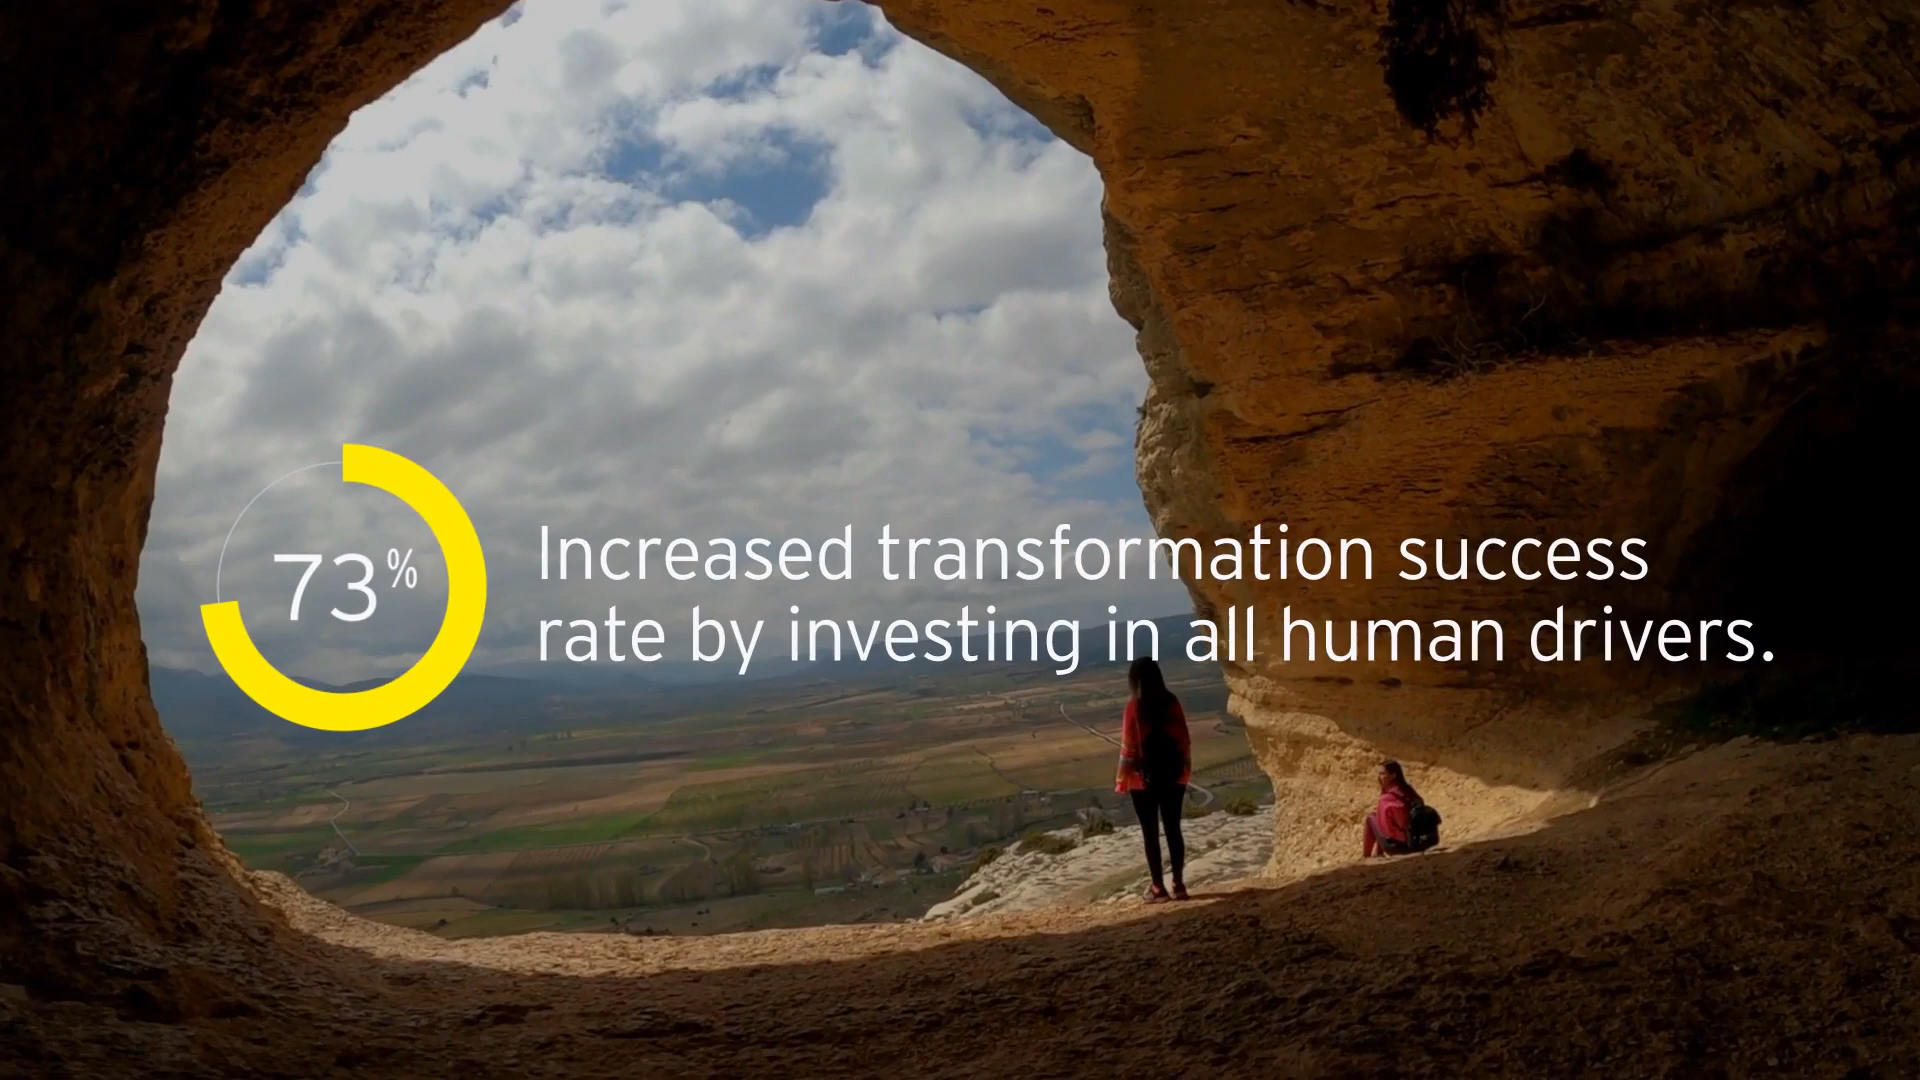 73%
Increased transformation success
rate by investing in all human drivers.